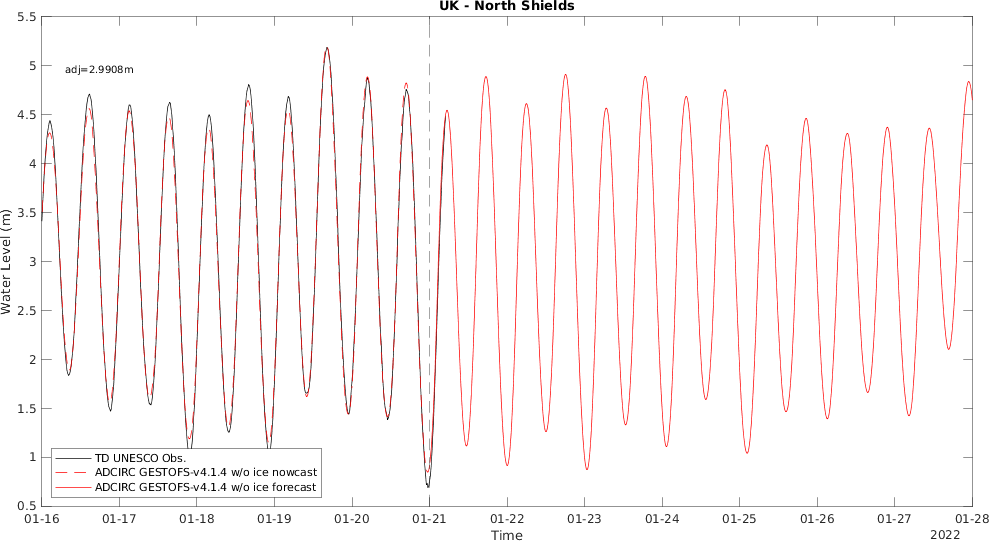 UK - North Shields
adj=2.9908m
5.5
5
4.5
4
3.5
3
2.5
2
1.5
1
0.5
Water Level (m)
TD UNESCO Obs.
ADCIRC GESTOFS-v4.1.4 w/o ice nowcast
ADCIRC GESTOFS-v4.1.4 w/o ice forecast
01-16 01-17 01-18 01-19 01-20 01-21 01-22 01-23 01-24 01-25 01-26 01-27 01-28
Time
2022